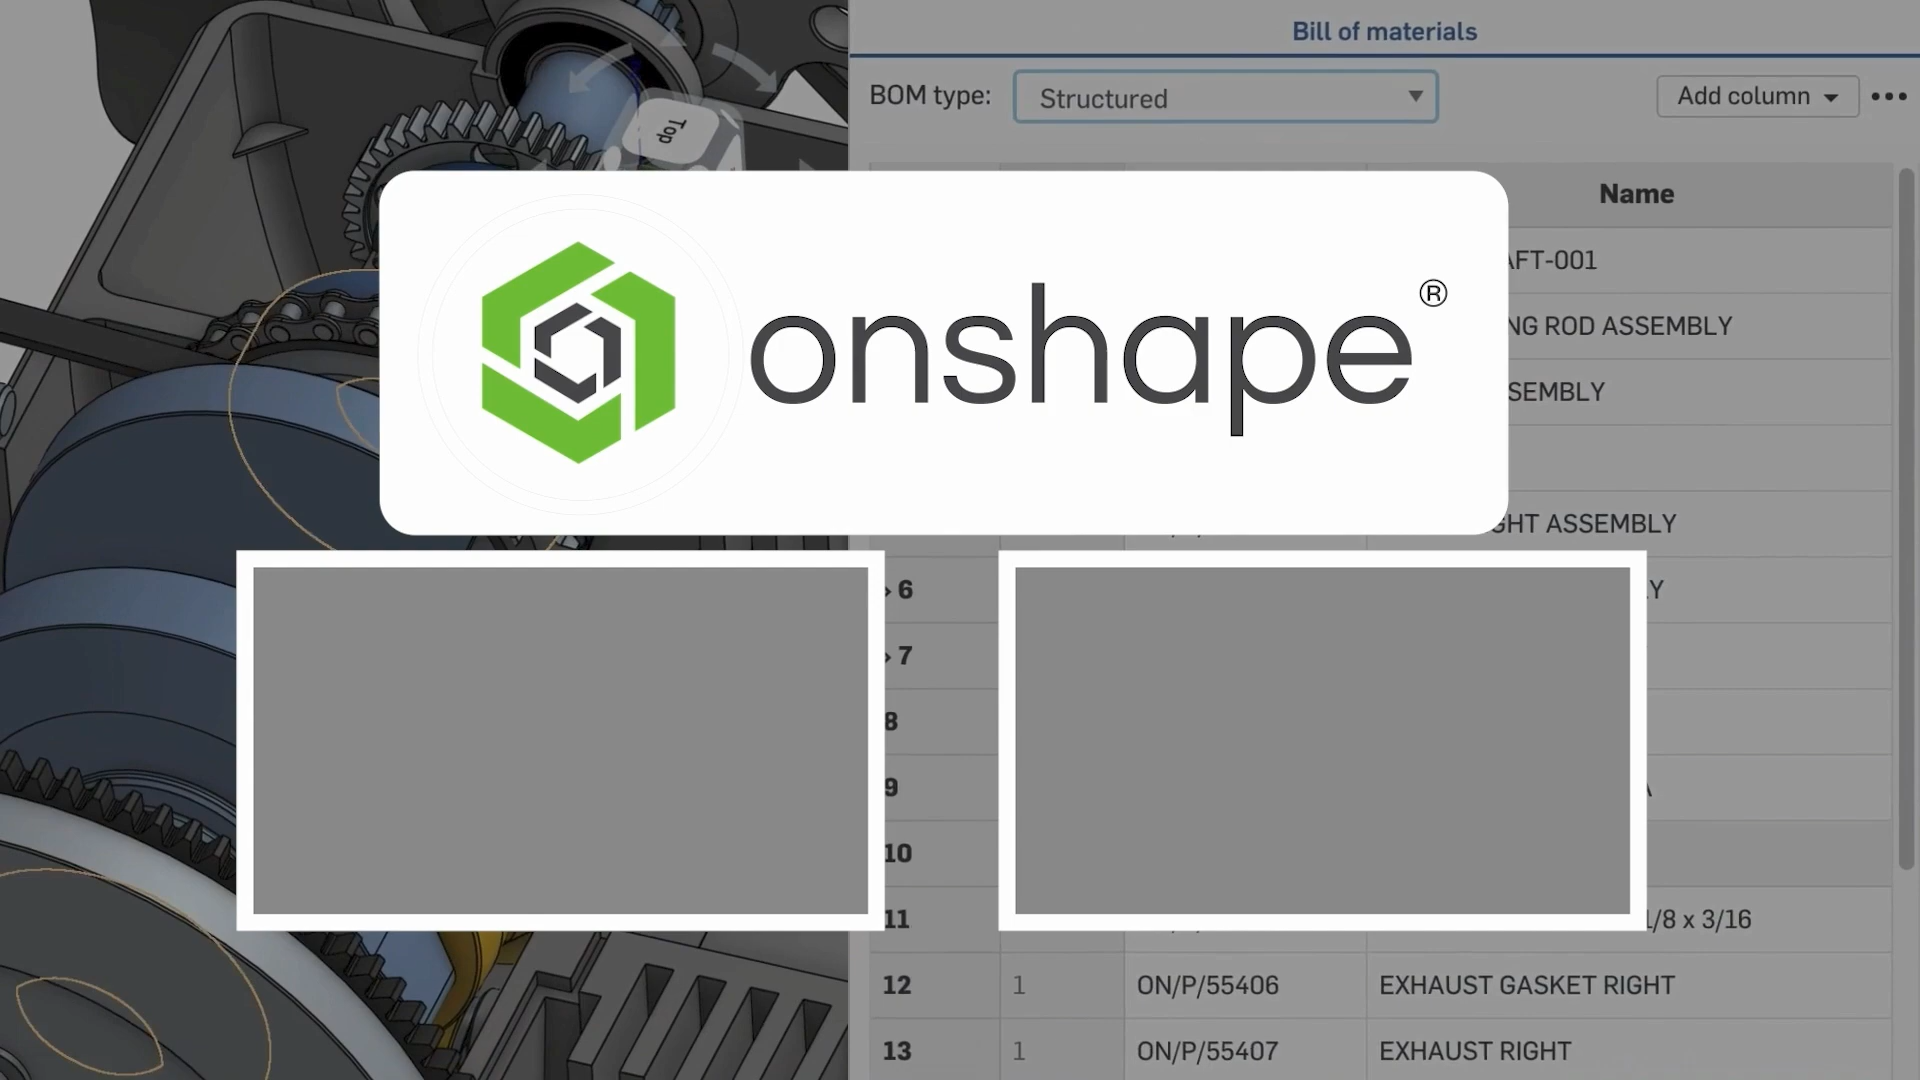 Bill of materials
BOM type:
Structured
Add column
Top
Name
onshape®
AFT-001
NG ROD ASSEMBLY
SEMBLY
GHT ASSEMBLY
6
Y
7
8
9
10
11
1/8 x 3/16
12 1 ON/P/55406 EXHAUST GASKET RIGHT
13 1 ON/P/55407 EXHAUST RIGHT